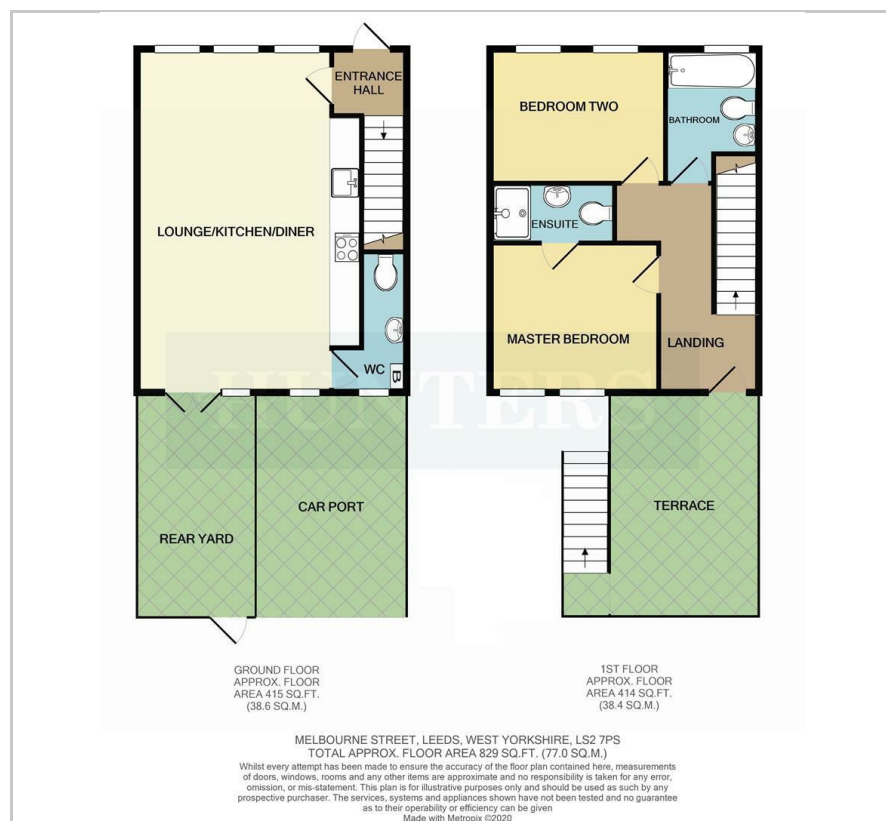 ENTRANCE
HALL
LOUNGE/KITCHEN/DINER
WC
B
REAR YARD
CAR PORT
GROUND FLOOR
APPROX. FLOOR
AREA 415 SQ.FT.
(38.6 SQ.M.)
BEDROOM TWO
BATHROOM
ENSUITE
MASTER BEDROOM
LANDING
TERRACE
1ST FLOOR
APPROX. FLOOR
AREA 414 SQ.FT.
(38.4 SQ.M.)
HUNTERS
MELBOURNE STREET, LEEDS, WEST YORKSHIRE, LS2 7PS
TOTAL APPROX. FLOOR AREA 829 SQ.FT. (77.0 SQ.M.)
Whilst every attempt has been made to ensure the accuracy of the floor plan contained here, measurements
of doors, windows, rooms and any other items are approximate and no responsibility is taken for any error,
omission, or mis-statement. This plan is for illustrative purposes only and should be used as such by any
prospective purchaser. The services, systems and appliances shown have not been tested and no guarantee
as to their operability or efficiency can be given
Made with Metropix ©2020